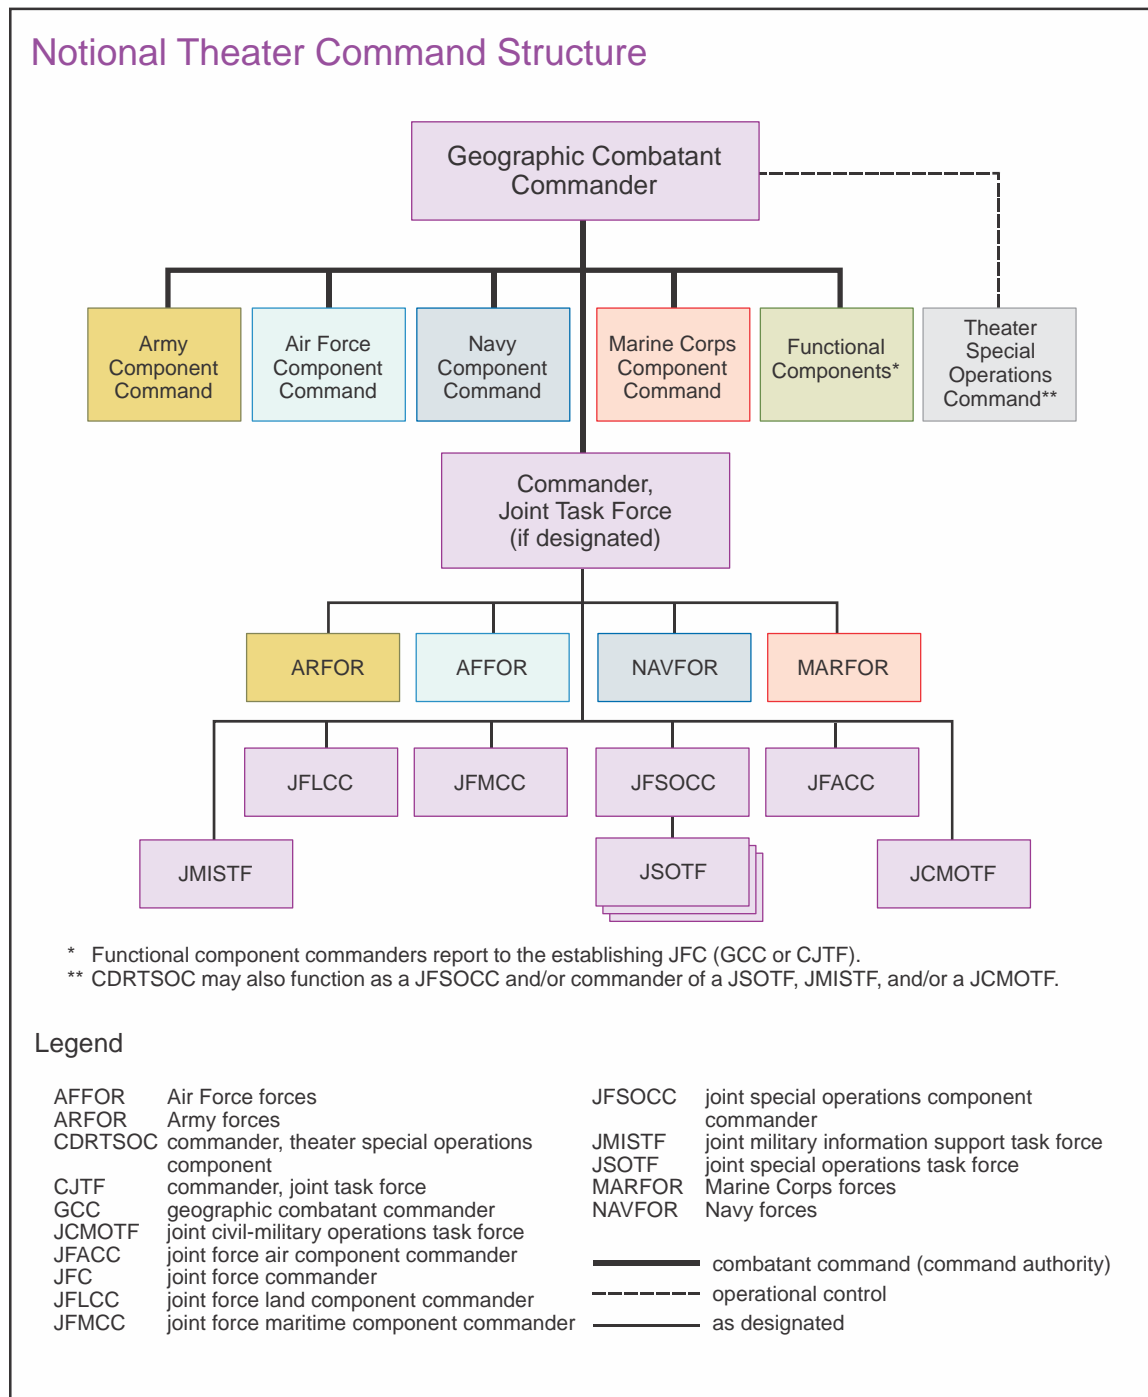 Notional Theater Command Structure
Geographic Combatant
Commander
Army
Component
Command
Air Force
Component
Command
Navy
Component
Command
Marine Corps
Component
Command
Functional
Components*
Theater
Special
Operations
Command**
Commander,
Joint Task Force
(if designated)
ARFOR
AFFOR
NAVFOR
MARFOR
JFLCC
JFMCC
JFSOCC
JFACC
JMISTF
JSOTF
JCMOTF
* Functional component commanders report to the establishing JFC (GCC or CJTF).
** CDRTSOC may also function as a JFSOCC and/or commander of a JSOTF, JMISTF, and/or a JCMOTF.
Legend
AFFOR Air Force forces
ARFOR Army forces
CDRTSOC commander, theater special operations
component
CJTF commander, joint task force
GCC geographic combatant commander
JCMOTF joint civil-military operations task force
JFACC joint force air component commander
JFC joint force commander
JFLCC joint force land component commander
JFMCC joint force maritime component commander
JFSOCC joint special operations component
commander
JMISTF joint military information support task force
JSOTF joint special operations task force
MARFOR Marine Corps forces
NAVFOR Navy forces
combatant command (command authority)
operational control
as designated